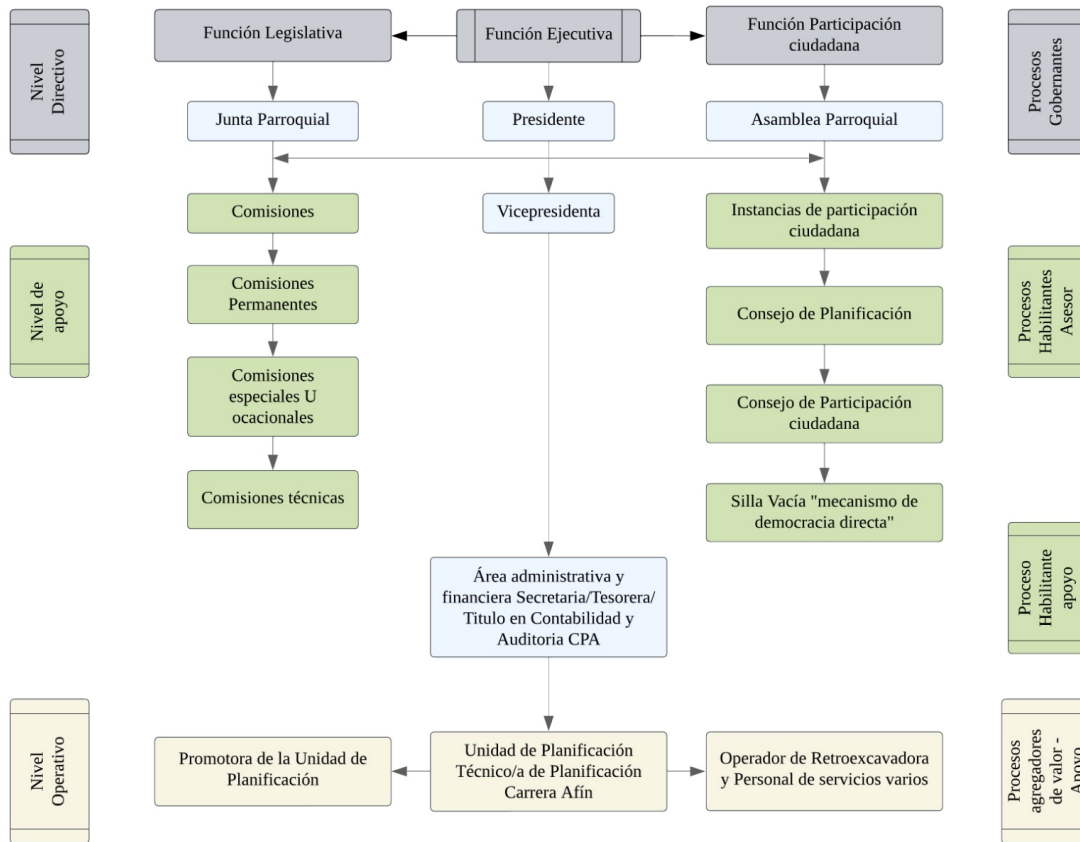 Nivel
Directivo
Función Legislativa
Función Ejecutiva
Función Participación
ciudadana
Procesos
Gobernantes
Junta Parroquial
Presidente
Asamblea Parroquial
Comisiones
Vicepresidenta
Instancias de participación
ciudadana
Nivel de
apoyo
Comisiones
Permanentes
Consejo de Planificación
Procesos
Habilitantes
Asesor
Comisiones
especiales U
ocacionales
Consejo de Participación
ciudadana
Comisiones técnicas
Silla Vacía "mecanismo de
democracia directa"
Área administrativa y
financiera Secretaria/Tesorera/
Titulo en Contabilidad y
Auditoria CPA
Proceso
Habilitante
apoyo
Nivel
Operativo
Promotora de la Unidad de
Planificación
Unidad de Planificación
Técnico/a de Planificación
Carrera Afín
Operador de Retroexcavadora
y Personal de servicios varios
Procesos
agregadores
de valor -
Apoyo